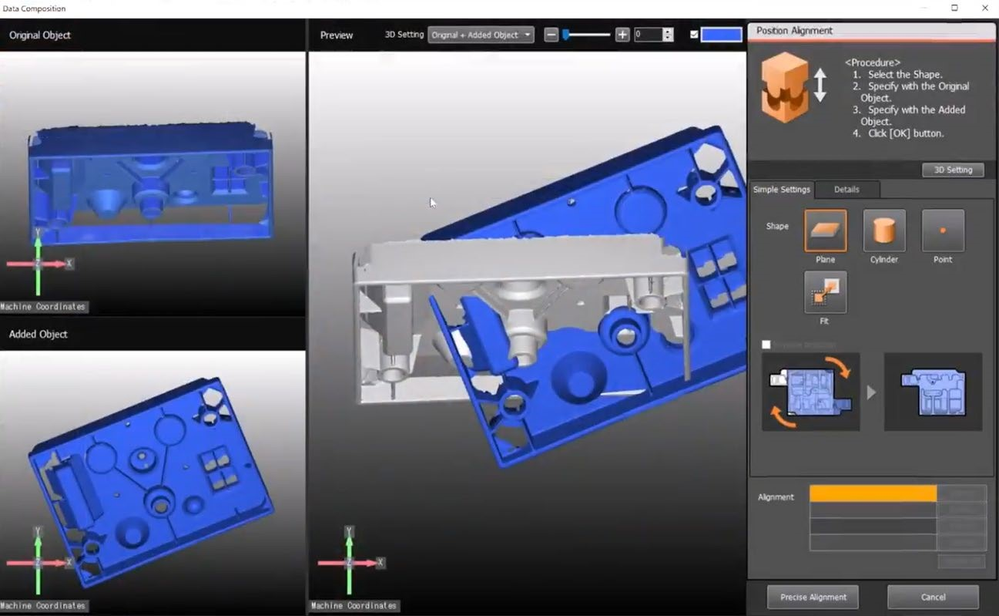 Data Composition
Original Object
Preview
3D Setting
Original + Added Object
0
Position Alignment
<Procedure>
1. Select the Shape.
2. Specify with the Original
Object.
3. Specify with the Added
Object.
4. Click [OK] button.
3D Setting
Simple Settings
Details
Shape
Plane
Cylinder
Point
Fit
Y
Z
X
Machine Coordinates
Added Object
Alignment
Y
Z
X
Machine Coordinates
Y
Z
X
Machine Coordinates
Precise Alignment
Cancel